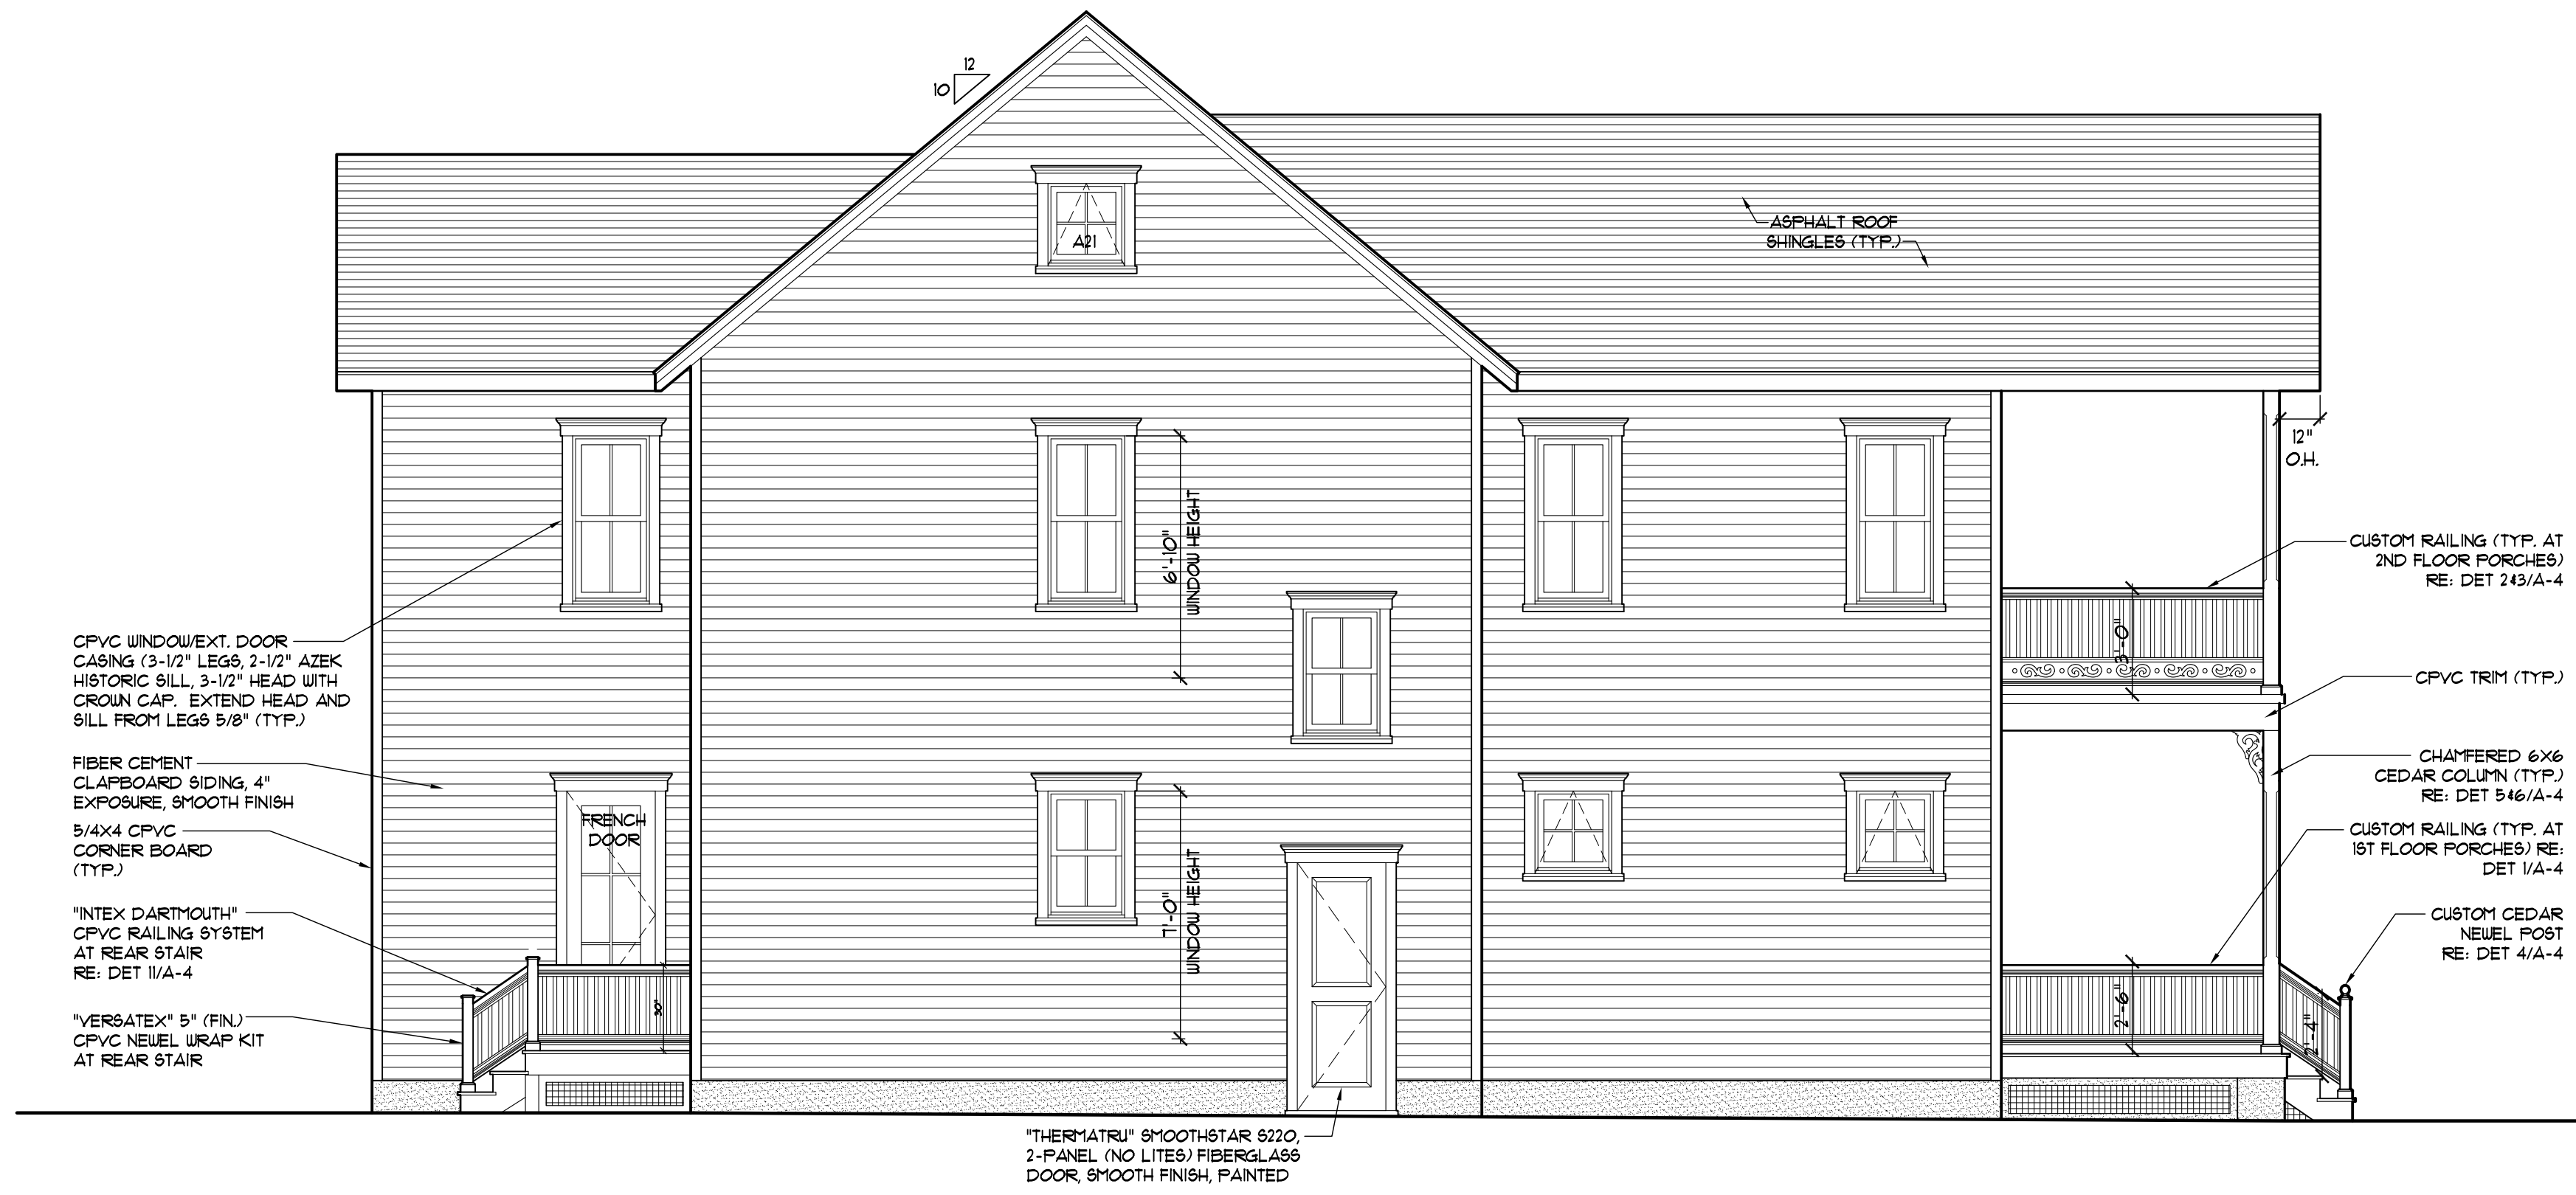 12
10
A21
ASPHALT ROOF
SHINGLES (TYP.)
12"
O.H.
6'-10"
WINDOW HEIGHT
7'-0"
WINDOW HEIGHT
FRENCH
DOOR
30"
3'-0"
2'-6"
2'-4"
CPVC WINDOW/EXT. DOOR
CASING (3-1/2" LEGS, 2-1/2" AZEK
HISTORIC SILL, 3-1/2" HEAD WITH
CROWN CAP. EXTEND HEAD AND
SILL FROM LEGS 5/8" (TYP.)
FIBER CEMENT
CLAPBOARD SIDING, 4"
EXPOSURE, SMOOTH FINISH
5/4X4 CPVC
CORNER BOARD
(TYP.)
"INTEX DARTMOUTH"
CPVC RAILING SYSTEM
AT REAR STAIR
RE: DET 11/A-4
"VERSATEX" 5" (FIN.)
CPVC NEWEL WRAP KIT
AT REAR STAIR
"THERMATRU" SMOOTHSTAR S220,
2-PANEL (NO LITES) FIBERGLASS
DOOR, SMOOTH FINISH, PAINTED
CUSTOM RAILING (TYP. AT
2ND FLOOR PORCHES)
RE: DET 2&3/A-4
CPVC TRIM (TYP.)
CHAMFERED 6X6
CEDAR COLUMN (TYP.)
RE: DET 5&6/A-4
CUSTOM RAILING (TYP. AT
1ST FLOOR PORCHES) RE:
DET 1/A-4
CUSTOM CEDAR
NEWEL POST
RE: DET 4/A-4